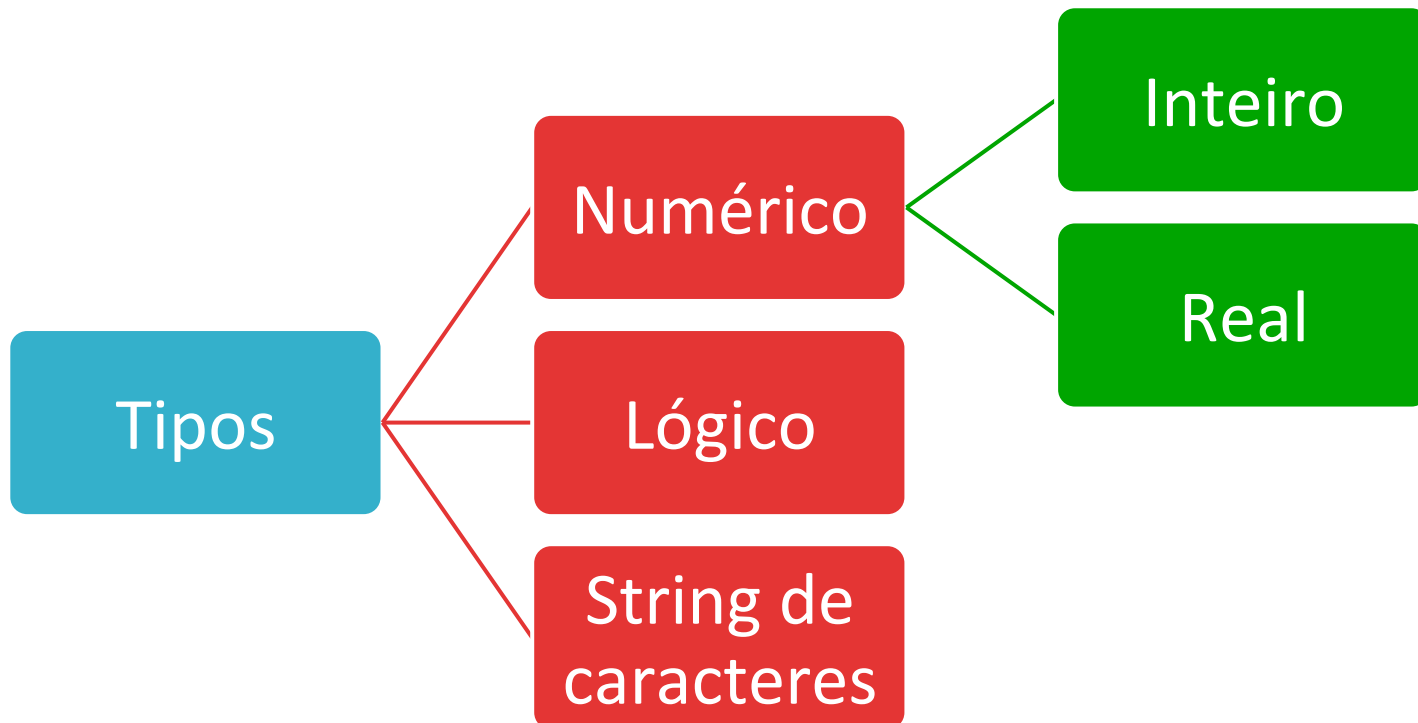 Tipos
Numérico
Inteiro
Real
Lógico
String de
caracteres